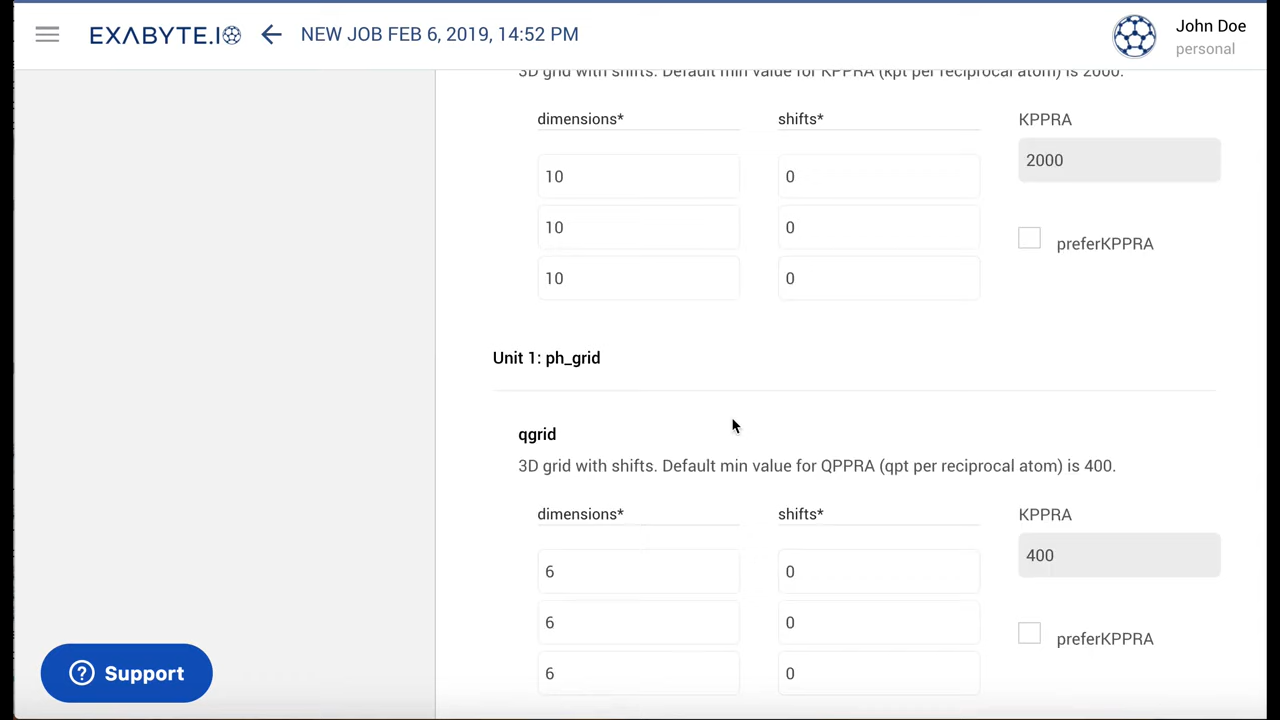 EXΛBYTE.IO
NEW JOB FEB 6, 2019, 14:52 PM
John Doe
personal
3D grid with shifts. Default min value for KPPRA (kpt per reciprocal atom) is 2000.
dimensions*
shifts*
KPPRA
10
0
2000
10
0
preferKPPRA
10
0
Unit 1: ph_grid
qgrid
3D grid with shifts. Default min value for QPPRA (qpt per reciprocal atom) is 400.
dimensions*
shifts*
KPPRA
6
0
400
6
0
preferKPPRA
6
0
? Support